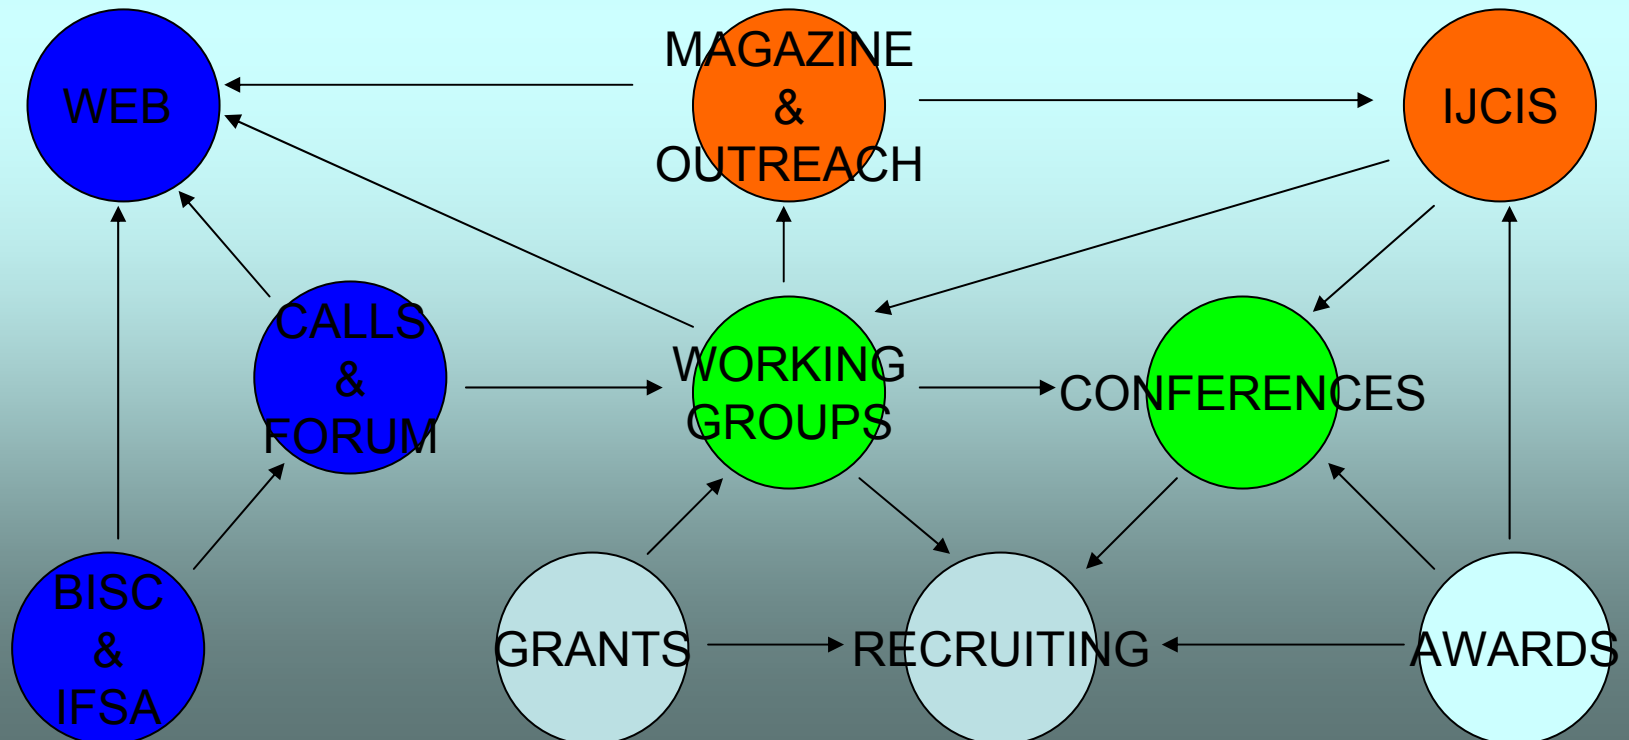 WEB
MAGAZINE
&
OUTREACH
IJCIS
CALLS
&
FORUM
WORKING
GROUPS
CONFERENCES
BISC
&
IFSA
GRANTS
RECRUITING
AWARDS